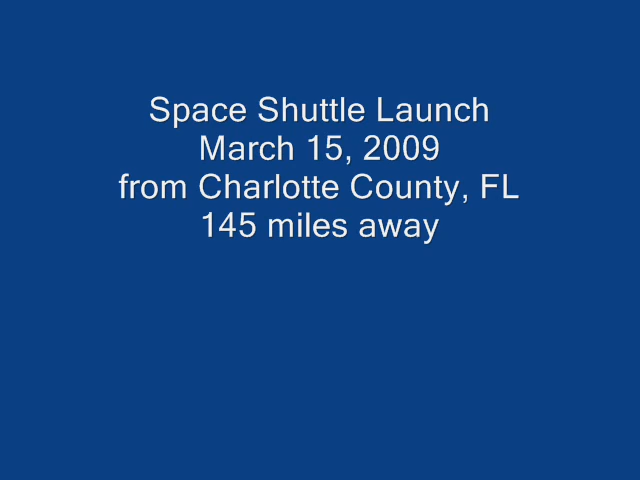 Space Shuttle Launch
March 15, 2009
from Charlotte County, FL
145 miles away